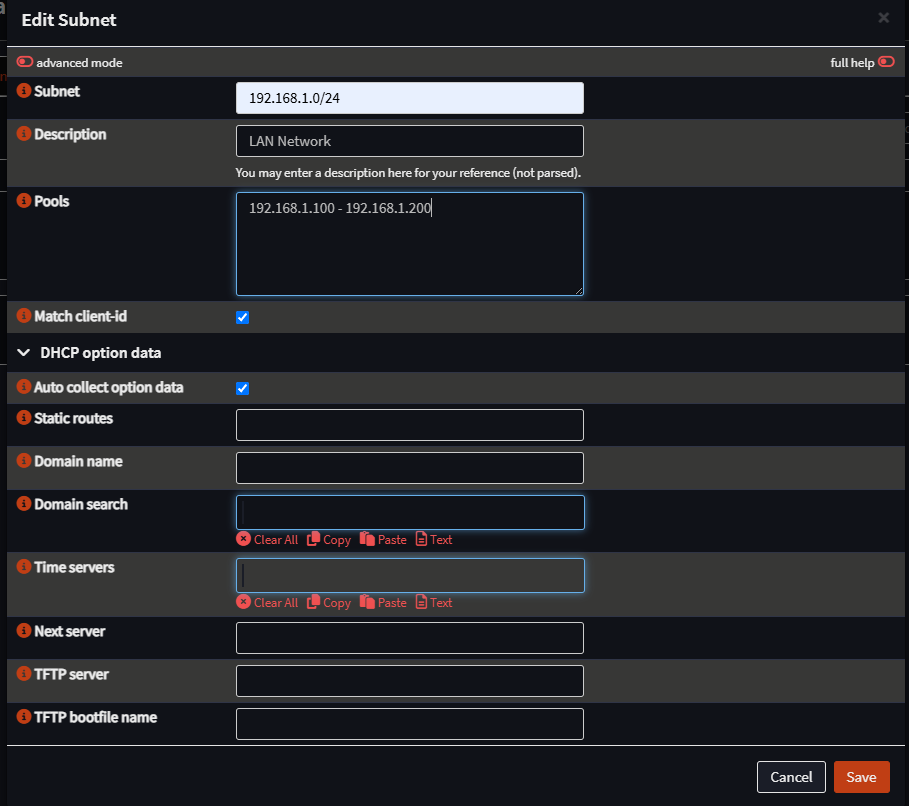 Edit Subnet
advanced mode full help
Subnet 192.168.1.0/24
Description LAN Network
You may enter a description here for your reference (not parsed).
Pools 192.168.1.100 - 192.168.1.200
Match client-id
DHCP option data
Auto collect option data
Static routes
Domain name
Domain search
Clear All Copy Paste Text
Time servers
Clear All Copy Paste Text
Next server
TFTP server
TFTP bootfile name
Cancel Save